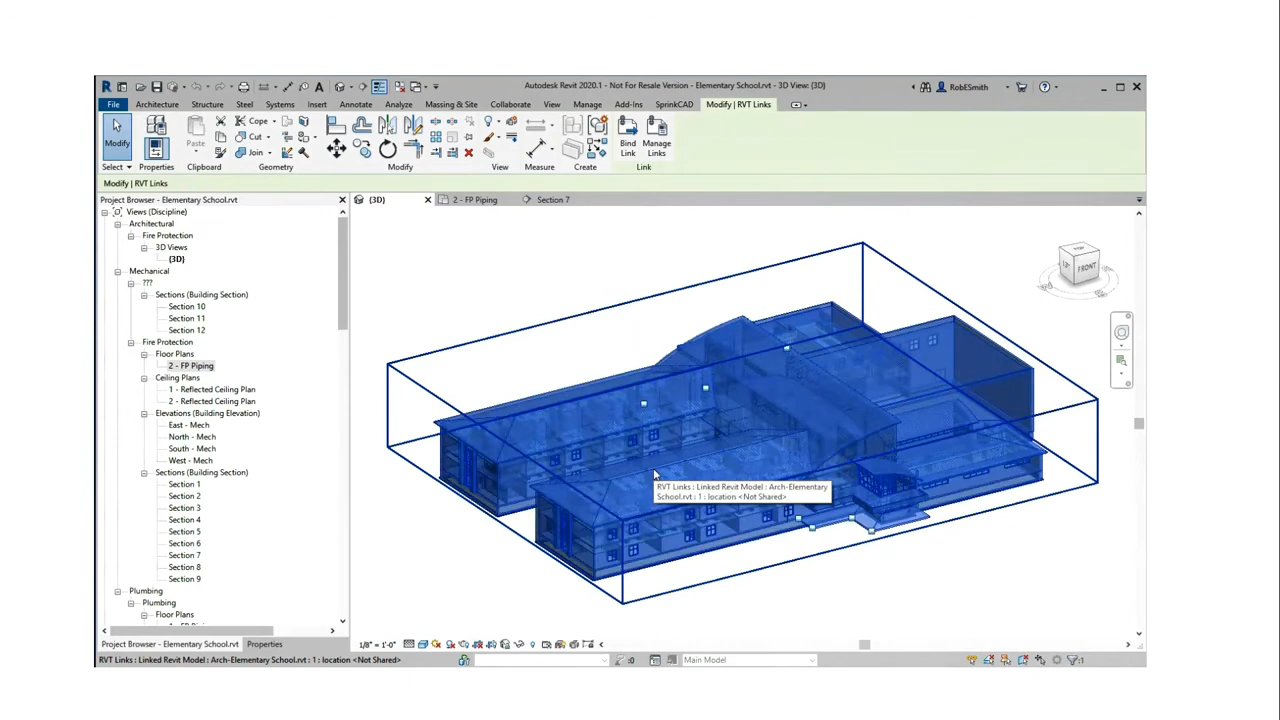 Autodesk Revit 2020.1 - Not For Resale Version - Elementary School.rvt - 3D View: {3D}
RobESmith
File Architecture Structure Steel Systems Insert Annotate Analyze Massing & Site Collaborate View Manage Add-Ins SprinkCAD Modify | RVT Links
Modify
Paste
Cope
Cut
Join
Bind Link
Manage Links
Select Properties Clipboard Geometry Modify View Measure Create Link
Modify | RVT Links
Project Browser - Elementary School.rvt
{3D}
2 - FP Piping
Section 7
Views (Discipline)
Architectural
Fire Protection
3D Views
{3D}
Mechanical
???
Sections (Building Section)
Section 10
Section 11
Section 12
Fire Protection
Floor Plans
2 - FP Piping
Ceiling Plans
1 - Reflected Ceiling Plan
2 - Reflected Ceiling Plan
Elevations (Building Elevation)
East - Mech
North - Mech
South - Mech
West - Mech
Sections (Building Section)
Section 1
Section 2
Section 3
Section 4
Section 5
Section 6
Section 7
Section 8
Section 9
Plumbing
Plumbing
Floor Plans
FRONT
RVT Links : Linked Revit Model : Arch-Elementary
School.rvt : 1 : location <Not Shared>
Project Browser - Elementary School.rvt
Properties
1/8" = 1'-0"
RVT Links : Linked Revit Model : Arch-Elementary School.rvt : 1 : location <Not Shared>
:0
Main Model
:1